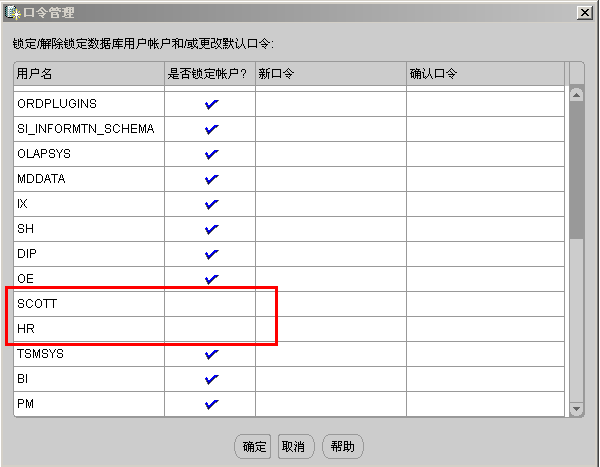 口令管理
锁定/解除锁定数据库用户帐户和/或更改默认口令:
用户名 是否锁定帐户? 新口令 确认口令
ORDPLUGINS
SI_INFORMTN_SCHEMA
OLAPSYS
MDDATA
IX
SH
DIP
OE
SCOTT
HR
TSMSYS
BI
PM
确定 取消 帮助